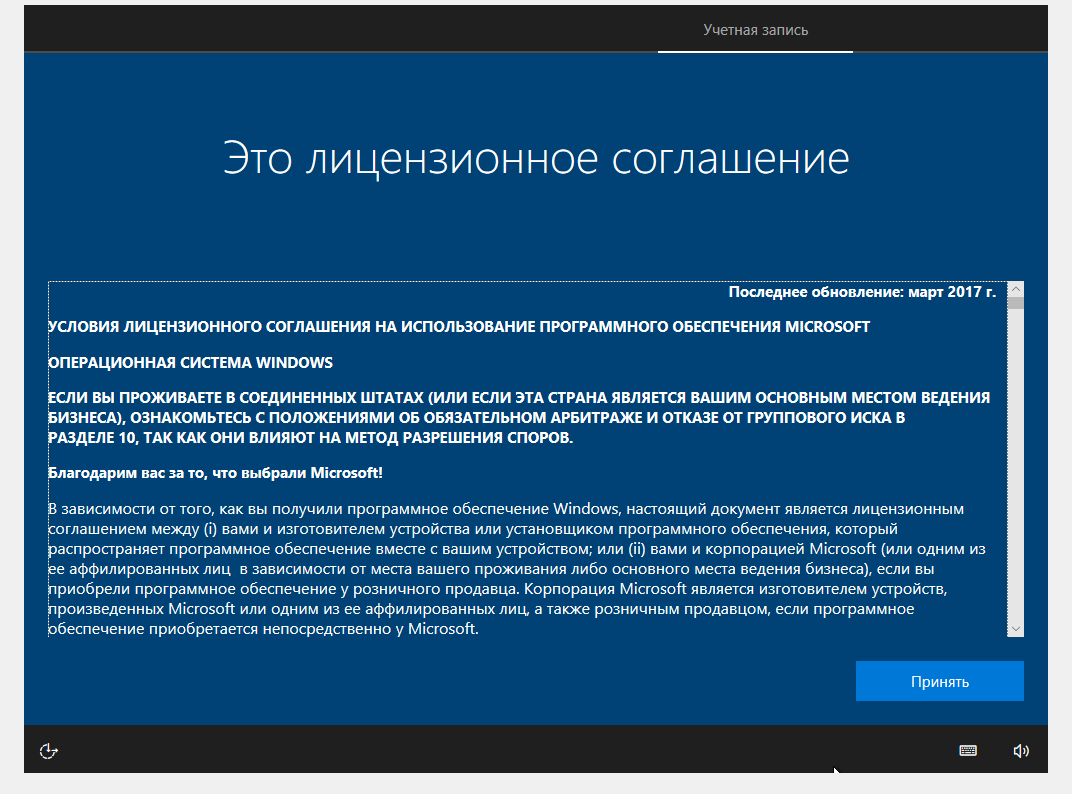 Учетная запись
Это лицензионное соглашение
Последнее обновление: март 2017 г.
УСЛОВИЯ ЛИЦЕНЗИОННОГО СОГЛАШЕНИЯ НА ИСПОЛЬЗОВАНИЕ ПРОГРАММНОГО ОБЕСПЕЧЕНИЯ MICROSOFT
ОПЕРАЦИОННАЯ СИСТЕМА WINDOWS
ЕСЛИ ВЫ ПРОЖИВАЕТЕ В СОЕДИНЕННЫХ ШТАТАХ (ИЛИ ЕСЛИ ЭТА СТРАНА ЯВЛЯЕТСЯ ВАШИМ ОСНОВНЫМ МЕСТОМ ВЕДЕНИЯ
БИЗНЕСА), ОЗНАКОМЬТЕСЬ С ПОЛОЖЕНИЯМИ ОБ ОБЯЗАТЕЛЬНОМ АРБИТРАЖЕ И ОТКАЗЕ ОТ ГРУППОВОГО ИСКА В
РАЗДЕЛЕ 10, ТАК КАК ОНИ ВЛИЯЮТ НА МЕТОД РАЗРЕШЕНИЯ СПОРОВ.
Благодарим вас за то, что выбрали Microsoft!
В зависимости от того, как вы получили программное обеспечение Windows, настоящий документ является лицензионным
соглашением между (i) вами и изготовителем устройства или установщиком программного обеспечения, который
распространяет программное обеспечение вместе с вашим устройством; или (ii) вами и корпорацией Microsoft (или одним из
ее аффилированных лиц  в зависимости от места вашего проживания либо основного места ведения бизнеса), если вы
приобрели программное обеспечение у розничного продавца. Корпорация Microsoft является изготовителем устройств,
произведенных Microsoft или одним из ее аффилированных лиц, а также розничным продавцом, если программное
обеспечение приобретается непосредственно у Microsoft.
Принять